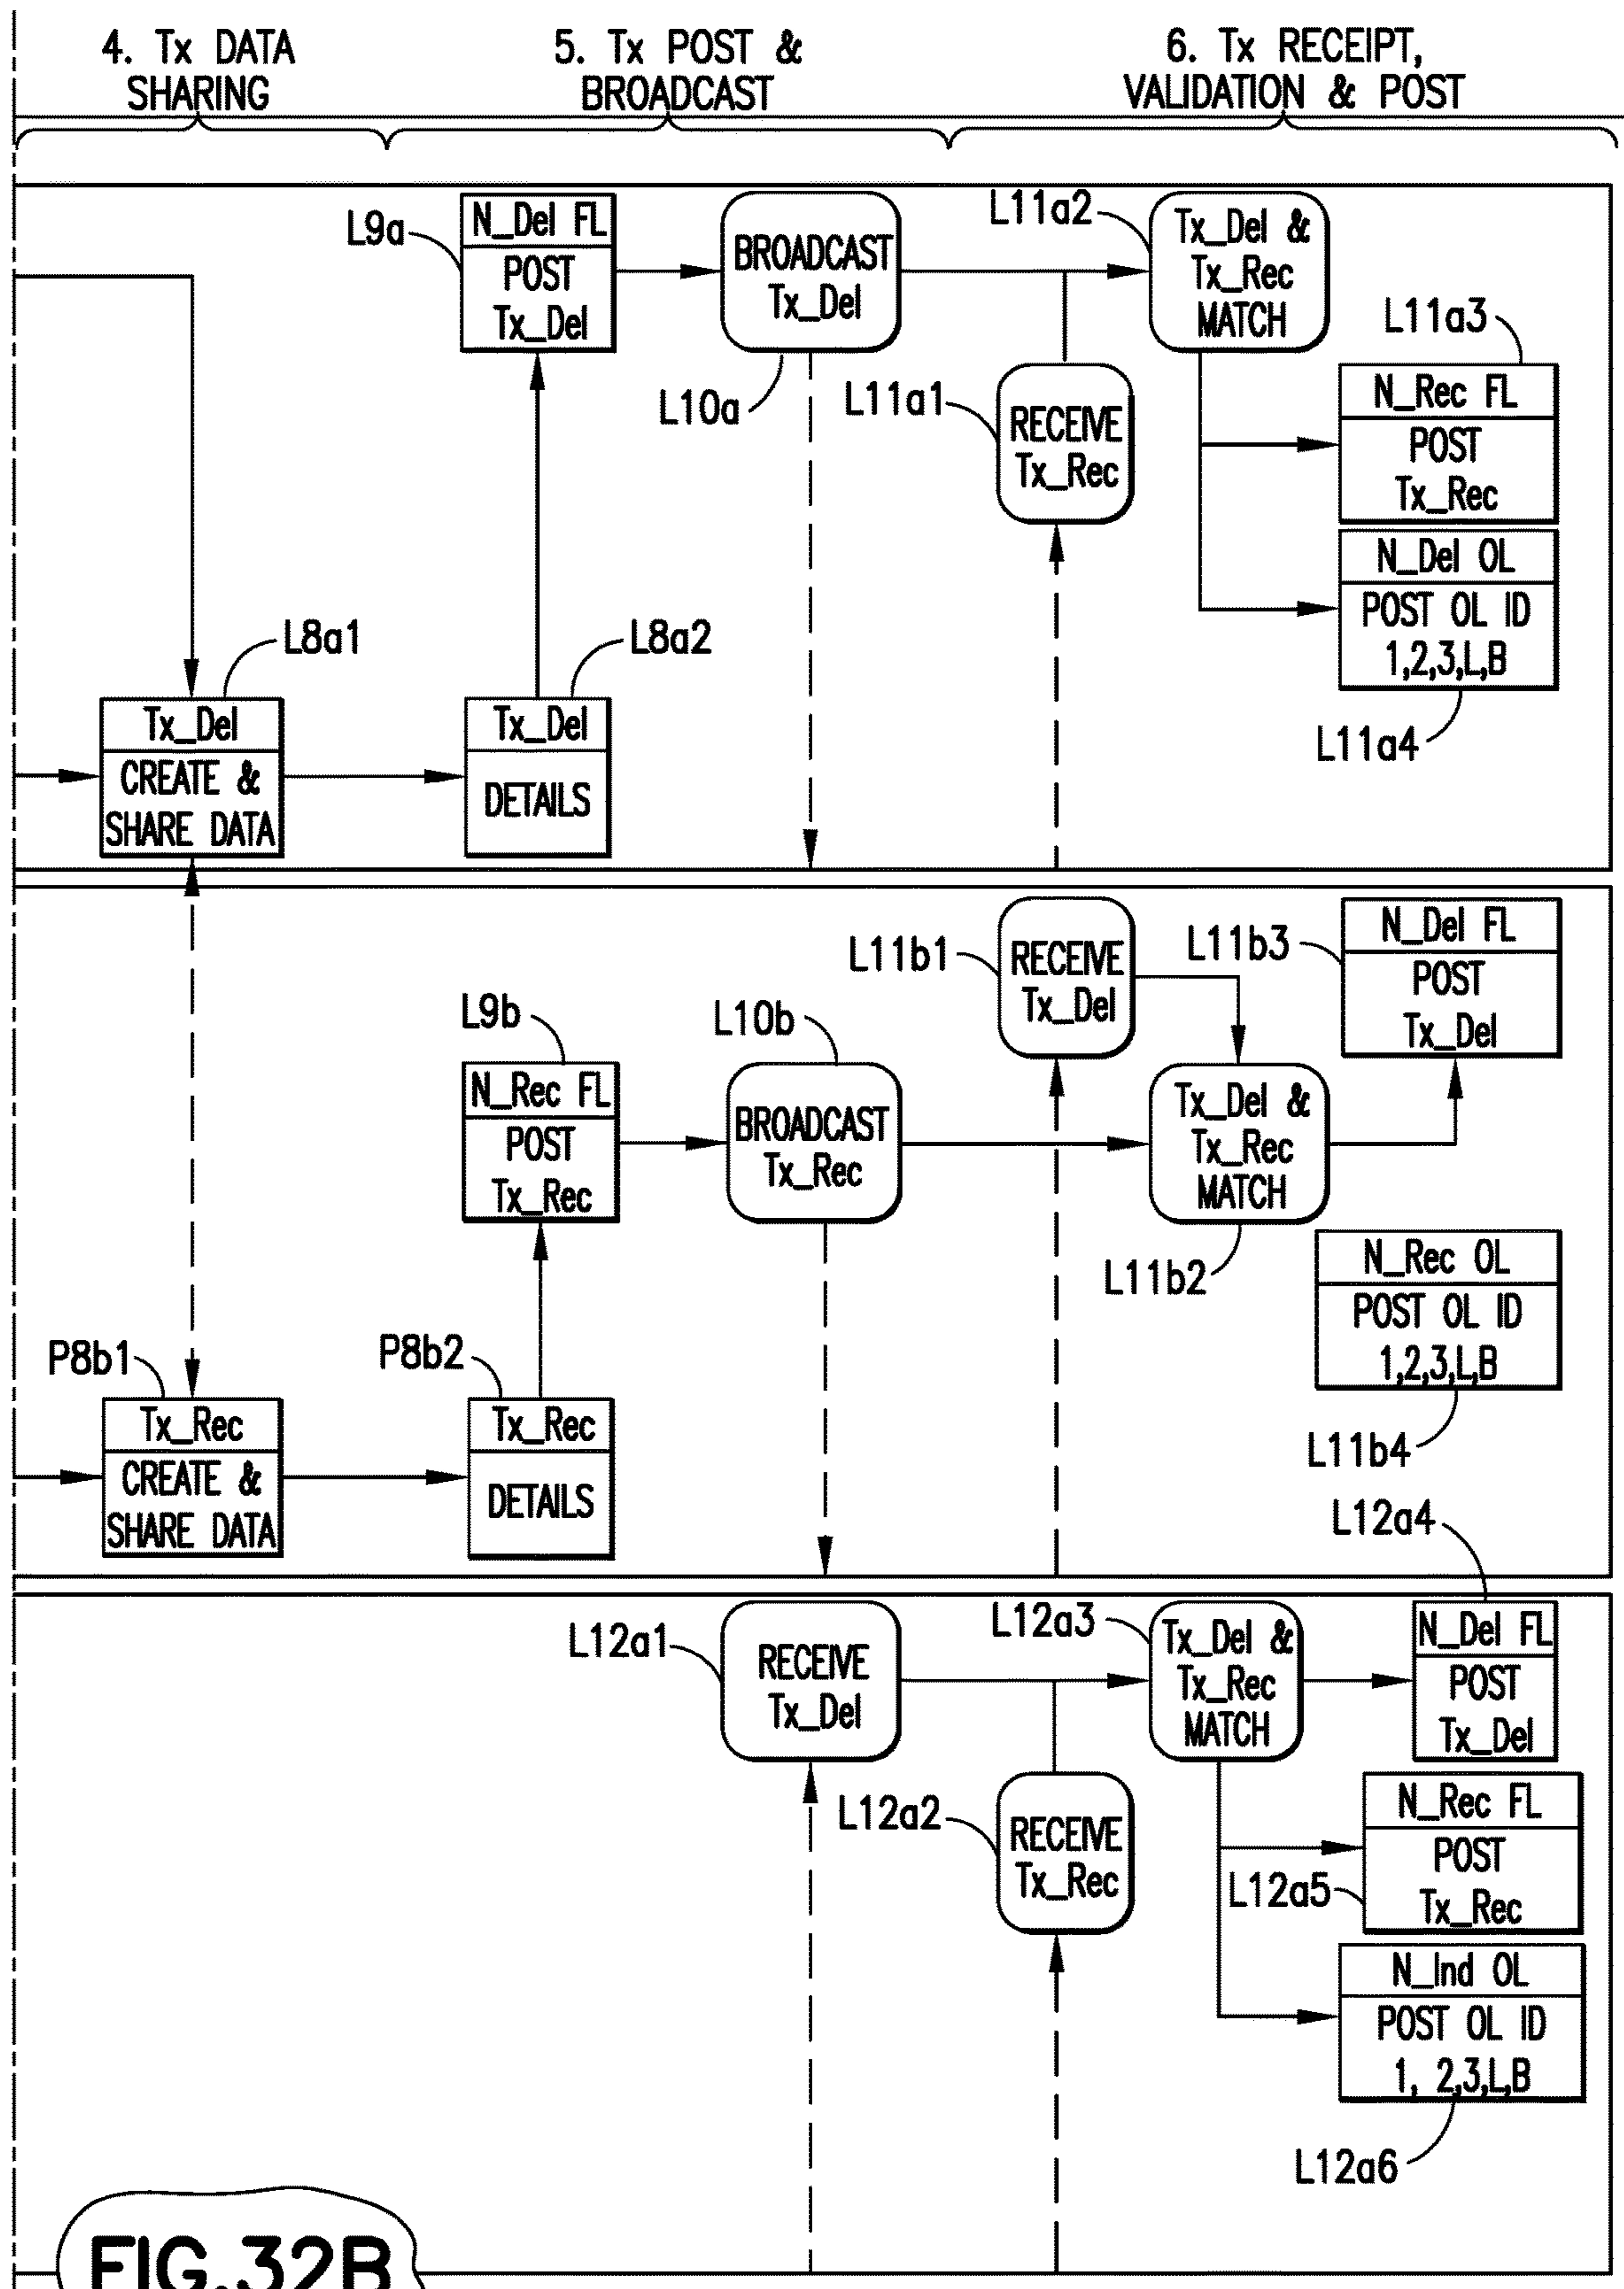 4. Tx DATA
SHARING
5. Tx POST &
BROADCAST
6. Tx RECEIPT,
VALIDATION & POST
L9a
N_Del FL
POST
Tx_Del
BROADCAST
Tx_Del
L10a
L11a2
Tx_Del &
Tx_Rec
MATCH
L11a1
RECEIVE
Tx_Rec
L11a3
N_Rec FL
POST
Tx_Rec
N_Del OL
POST OL ID
1,2,3,L,B
L11a4
L8a1
Tx_Del
CREATE &
SHARE DATA
L8a2
Tx_Del
DETAILS
L11b1
RECEIVE
Tx_Del
L11b3
N_Del FL
POST
Tx_Del
L9b
N_Rec FL
POST
Tx_Rec
L10b
BROADCAST
Tx_Rec
Tx_Del &
Tx_Rec
MATCH
L11b2
N_Rec OL
POST OL ID
1,2,3,L,B
L11b4
P8b1
Tx_Rec
CREATE &
SHARE DATA
P8b2
Tx_Rec
DETAILS
L12a4
L12a1
RECEIVE
Tx_Del
L12a3
Tx_Del &
Tx_Rec
MATCH
N_Del FL
POST
Tx_Del
L12a2
RECEIVE
Tx_Rec
N_Rec FL
POST
Tx_Rec
L12a5
N_Ind OL
POST OL ID
1, 2,3,L,B
L12a6
FIG.32B